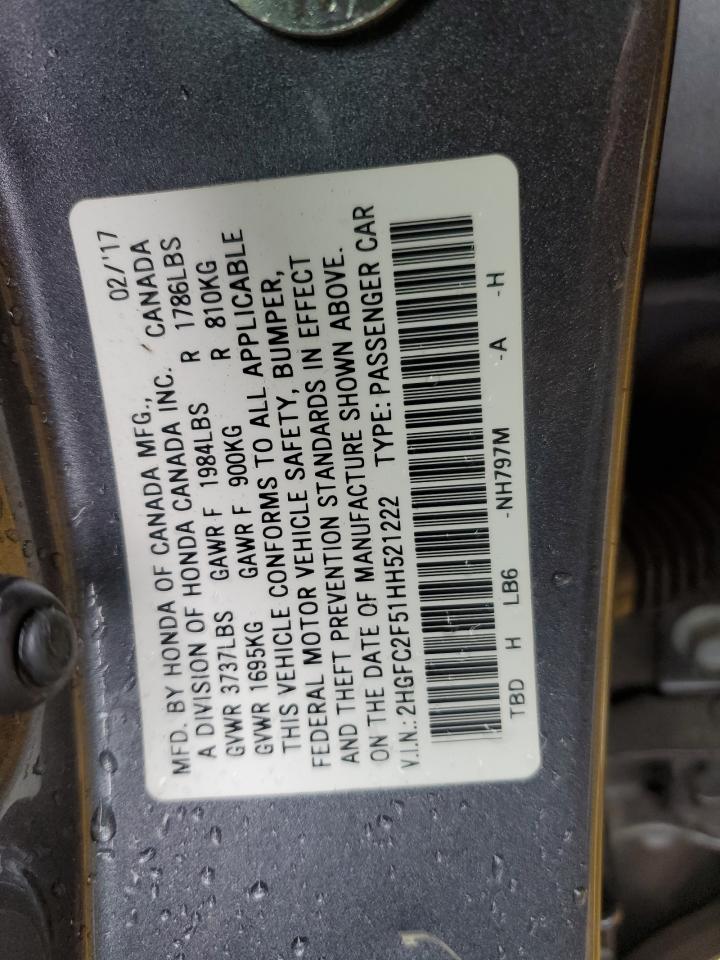 MFD. BY HONDA OF CANADA MFG., 02/'17
A DIVISION OF HONDA CANADA INC. CANADA
GVWR 3737LBS GAWR F 1984LBS R 1786LBS
GVWR 1695KG GAWR F 900KG R 810KG
THIS VEHICLE CONFORMS TO ALL APPLICABLE
FEDERAL MOTOR VEHICLE SAFETY, BUMPER,
AND THEFT PREVENTION STANDARDS IN EFFECT
ON THE DATE OF MANUFACTURE SHOWN ABOVE.
V.I.N.: 2HGFC2F51HH521222 TYPE: PASSENGER CAR
TBD H LB6 -NH797M -A -H